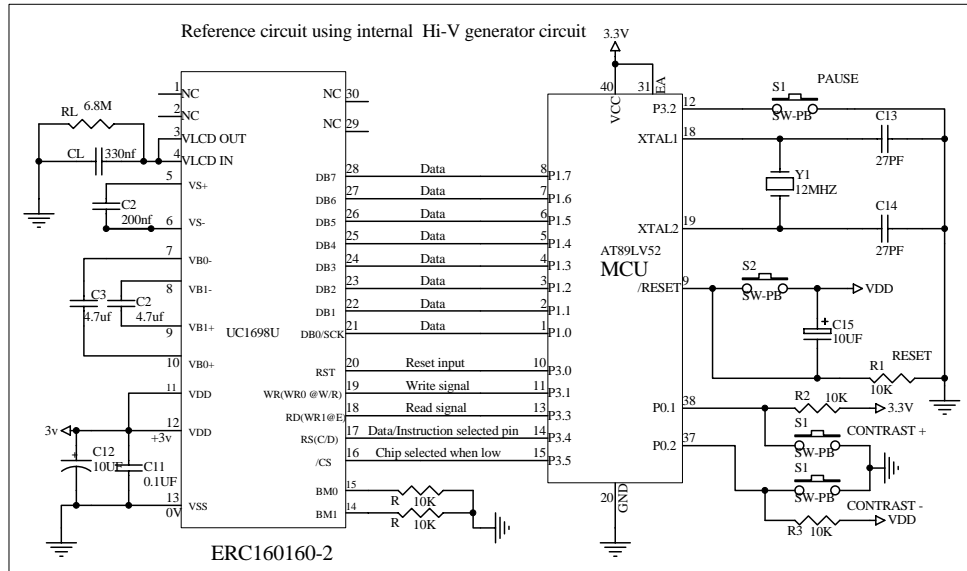 Reference circuit using internal Hi-V generator circuit
3.3V
1
NC
2
NC
3
VLCD OUT
4
VLCD IN
5
VS+
6
VS-
7
VB0-
8
VB1-
VB1+
9
10
VB0+
11
VDD
12
VDD
13
VSS
0V
RL
6.8M
CL
330nf
C2
200nf
C3
4.7uf
C2
4.7uf
3v
+3v
C12
10UF
C11
0.1UF
UC1698U
NC
30
NC
29
DB7
28
DB6
27
DB5
26
DB4
25
DB3
24
DB2
23
DB1
22
DB0/SCK
21
RST
20
WR(WR0 @W/R)
19
RD(WR1@E)
18
RS(C/D)
17
/CS
16
BM0
15
BM1
14
R
10K
R
10K
ERC160160-2
Data
Data
Data
Data
Data
Data
Data
Data
Reset input
Write signal
Read signal
Data/Instruction selected pin
Chip selected when low
8
P1.7
7
P1.6
6
P1.5
5
P1.4
4
P1.3
3
P1.2
2
P1.1
1
P1.0
10
P3.0
11
P3.1
13
P3.3
14
P3.4
15
P3.5
40
VCC
31
EA
AT89LV52
MCU
20
GND
P3.2
12
XTAL1
18
XTAL2
19
/RESET
9
P0.1
38
P0.2
37
S1
PAUSE
SW-PB
C13
27PF
Y1
12MHZ
C14
27PF
S2
SW-PB
VDD
C15
10UF
R1
10K
RESET
R2
10K
3.3V
S1
CONTRAST +
SW-PB
S1
SW-PB
CONTRAST -
R3
10K
VDD